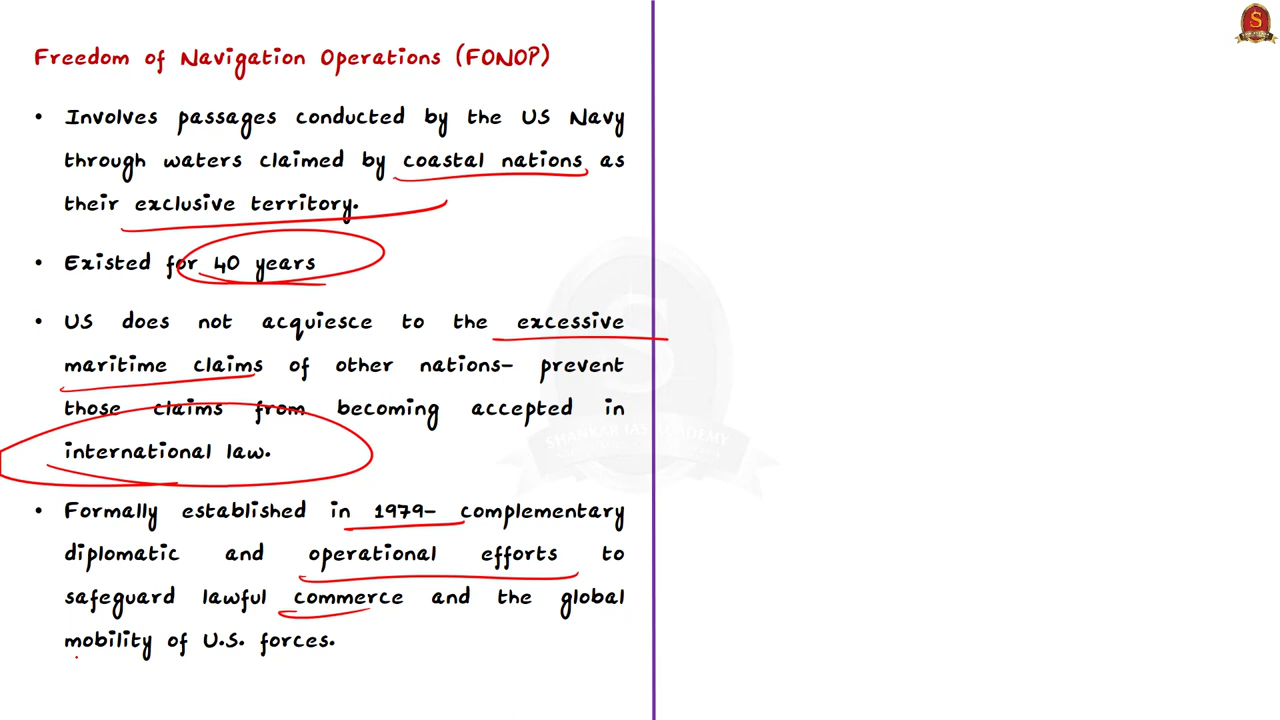 Freedom of Navigation Operations (FONOP)
• Involves passages conducted by the US Navy
through waters claimed by coastal nations as
their exclusive territory.
• Existed for 40 years
• US does not acquiesce to the excessive
maritime claims of other nations- prevent
those claims from becoming accepted in
international law.
• Formally established in 1979- complementary
diplomatic and operational efforts to
safeguard lawful commerce and the global
mobility of U.S. forces.
S
SHANKAR IAS ACADEMY
S